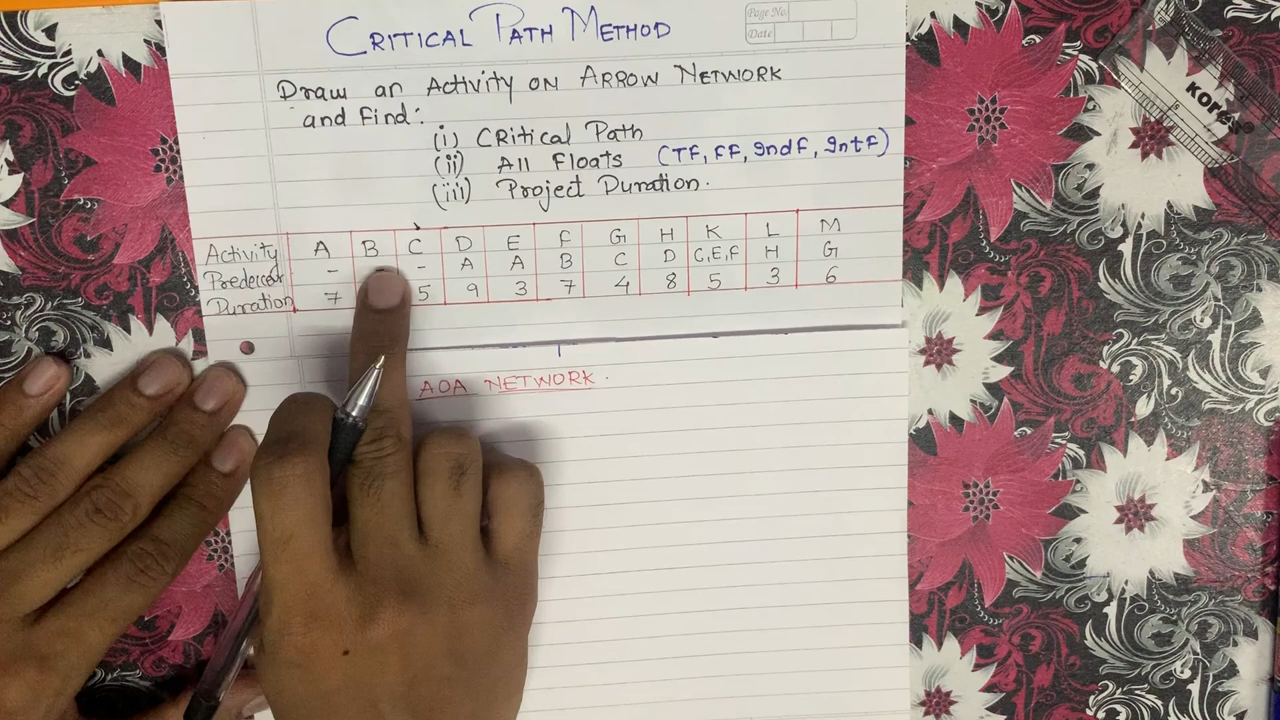 CRITICAL PATH METHOD
Page No.
Date
Draw an Activity on ARROW NETWORK
and find:
(i) CRitical Path
(ii) All Floats (TF, FF, IndF, IntF)
(iii) Project Duration.
Activity A B C D E F G H K L M
Predeccesor - - - A A B C D C,E,F H G
Duration 7 5 9 3 7 4 8 5 3 6
AOA NETWORK.
kores